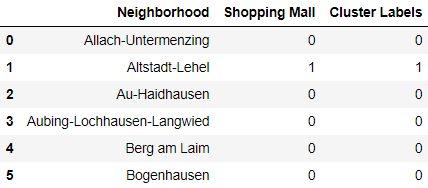 Neighborhood Shopping Mall Cluster Labels
0 Allach-Untermenzing 0 0
1 Altstadt-Lehel 1 1
2 Au-Haidhausen 0 0
3 Aubing-Lochhausen-Langwied 0 0
4 Berg am Laim 0 0
5 Bogenhausen 0 0